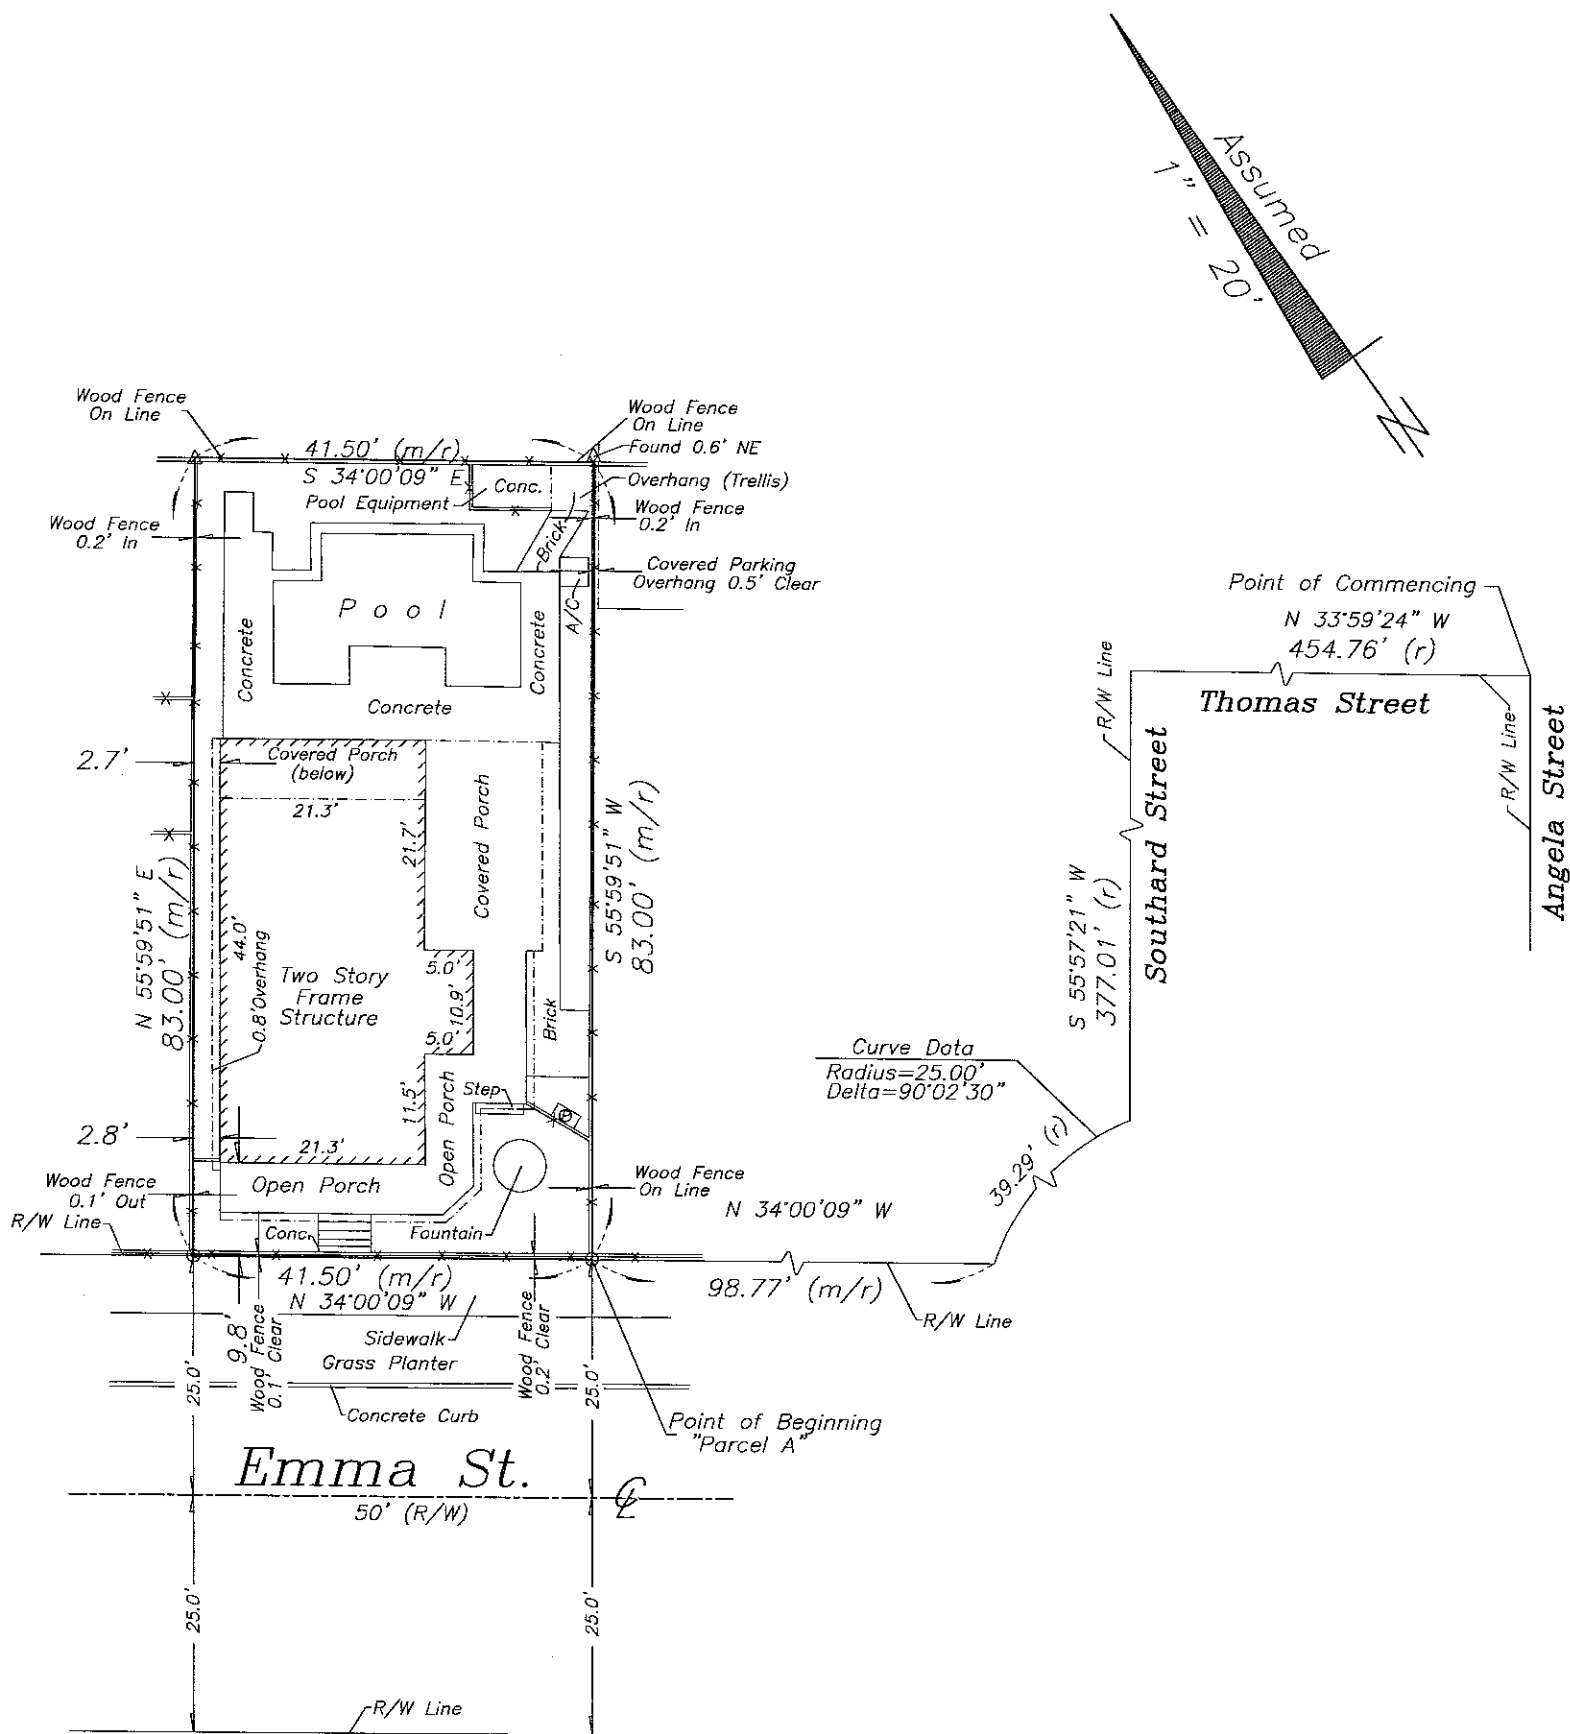 Assumed
1" = 20'
N
Wood Fence
On Line
41.50' (m/r)
S 34°00'09" E
Wood Fence
On Line
Found 0.6' NE
Pool Equipment
Conc.
Overhang (Trellis)
Wood Fence
0.2' In
Wood Fence
0.2' In
Brick
Covered Parking
Overhang 0.5' Clear
A/C
Pool
Concrete
Concrete
Concrete
Point of Commencing
N 33°59'24" W
454.76' (r)
R/W Line
Thomas Street
R/W Line
Angela Street
Southard Street
S 55°57'21" W
377.01' (r)
2.7'
Covered Porch
(below)
21.3'
21.7'
Covered Porch
N 55°59'51" E
83.00' (m/r)
S 55°59'51" W
83.00' (m/r)
44.0'
0.8' Overhang
Two Story
Frame
Structure
5.0'
10.9'
5.0'
Brick
Curve Data
Radius=25.00'
Delta=90°02'30"
39.29' (r)
2.8'
11.5'
Step
21.3'
Open Porch
Open Porch
Wood Fence
0.1' Out
R/W Line
Wood Fence
On Line
N 34°00'09" W
Conc.
Fountain
41.50' (m/r)
N 34°00'09" W
98.77' (m/r)
R/W Line
9.8'
Wood Fence
0.1' Clear
Sidewalk
Grass Planter
Wood Fence
0.2' Clear
25.0'
25.0'
Concrete Curb
Point of Beginning
"Parcel A"
Emma St.
50' (R/W)
CL
25.0'
25.0'
R/W Line